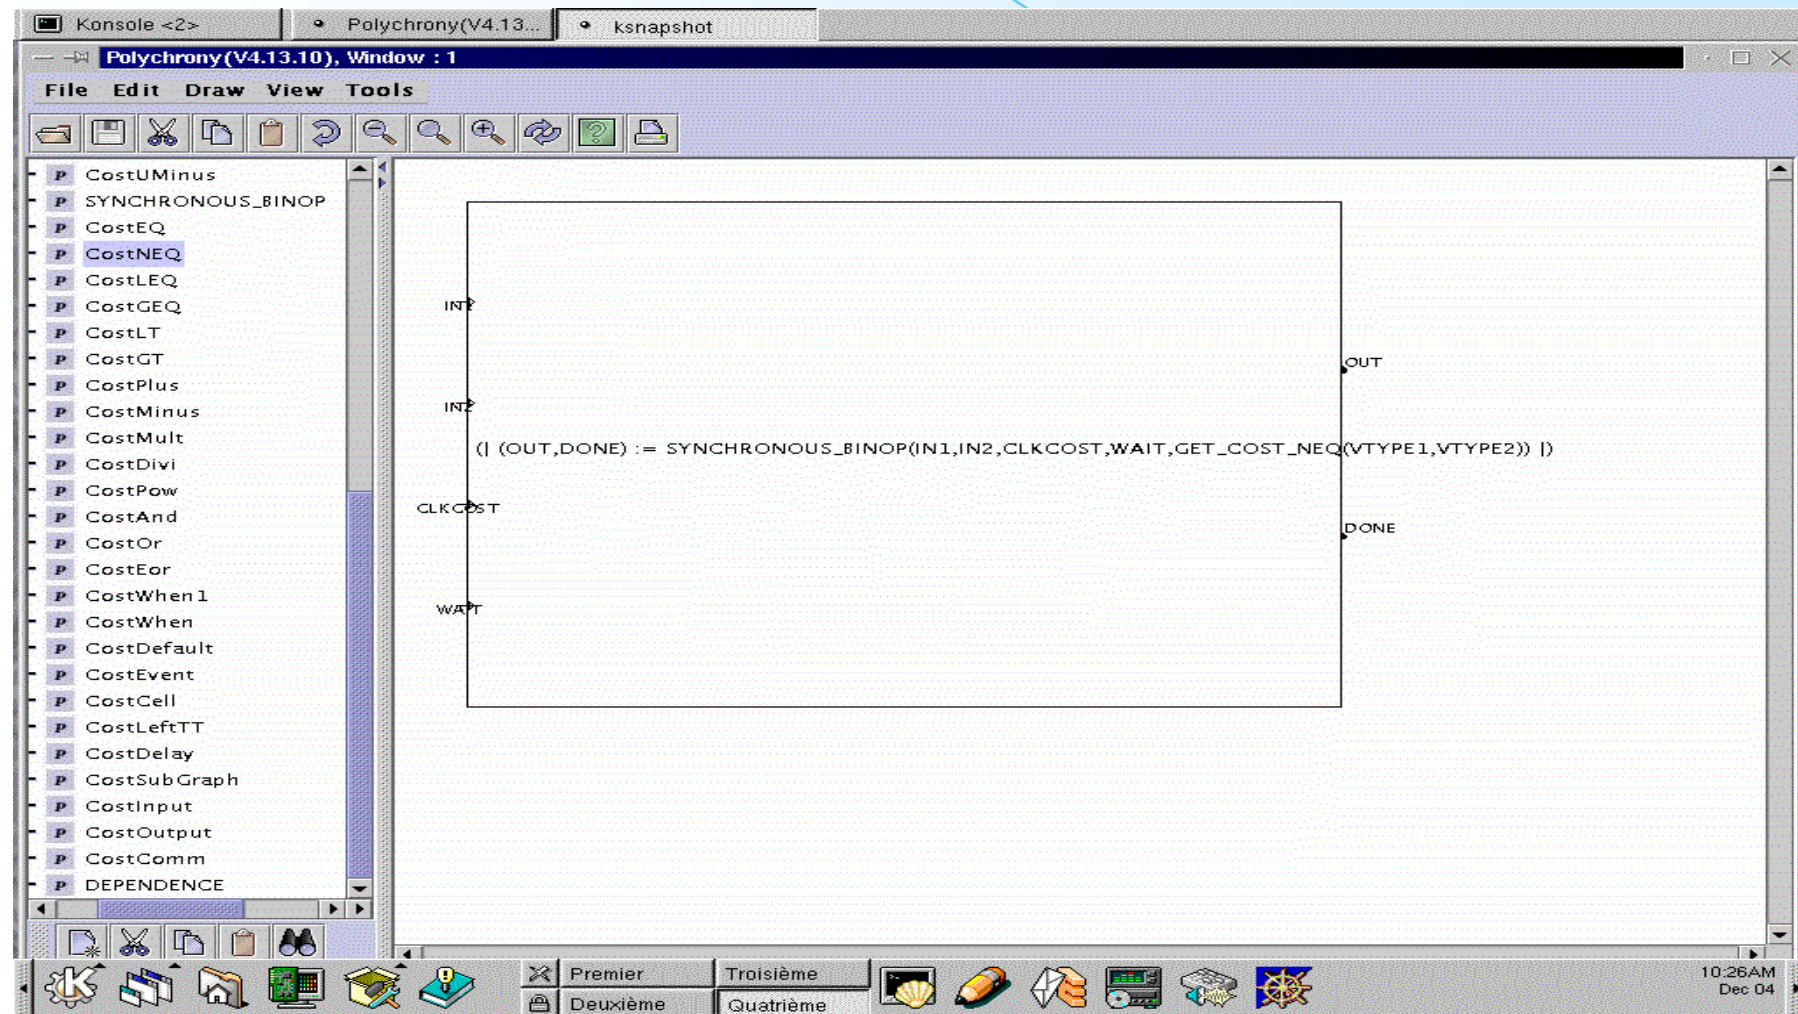 Konsole <2>
Polychrony(V4.13...
ksnapshot
Polychrony(V4.13.10), Window : 1
File Edit Draw View Tools
P CostUMinus
P SYNCHRONOUS_BINOP
P CostEQ
P CostNEQ
P CostLEQ
P CostGEQ
P CostLT
P CostGT
P CostPlus
P CostMinus
P CostMult
P CostDivi
P CostPow
P CostAnd
P CostOr
P CostEor
P CostWhen1
P CostWhen
P CostDefault
P CostEvent
P CostCell
P CostLeftTT
P CostDelay
P CostSubGraph
P CostInput
P CostOutput
P CostComm
P DEPENDENCE
IN1
OUT
IN2
(| (OUT,DONE) := SYNCHRONOUS_BINOP(IN1,IN2,CLKCOST,WAIT,GET_COST_NEQ(VTYPE1,VTYPE2)) |)
CLKCOST
DONE
WAIT
Premier
Troisième
Deuxième
Quatrième
10:26AM
Dec 04